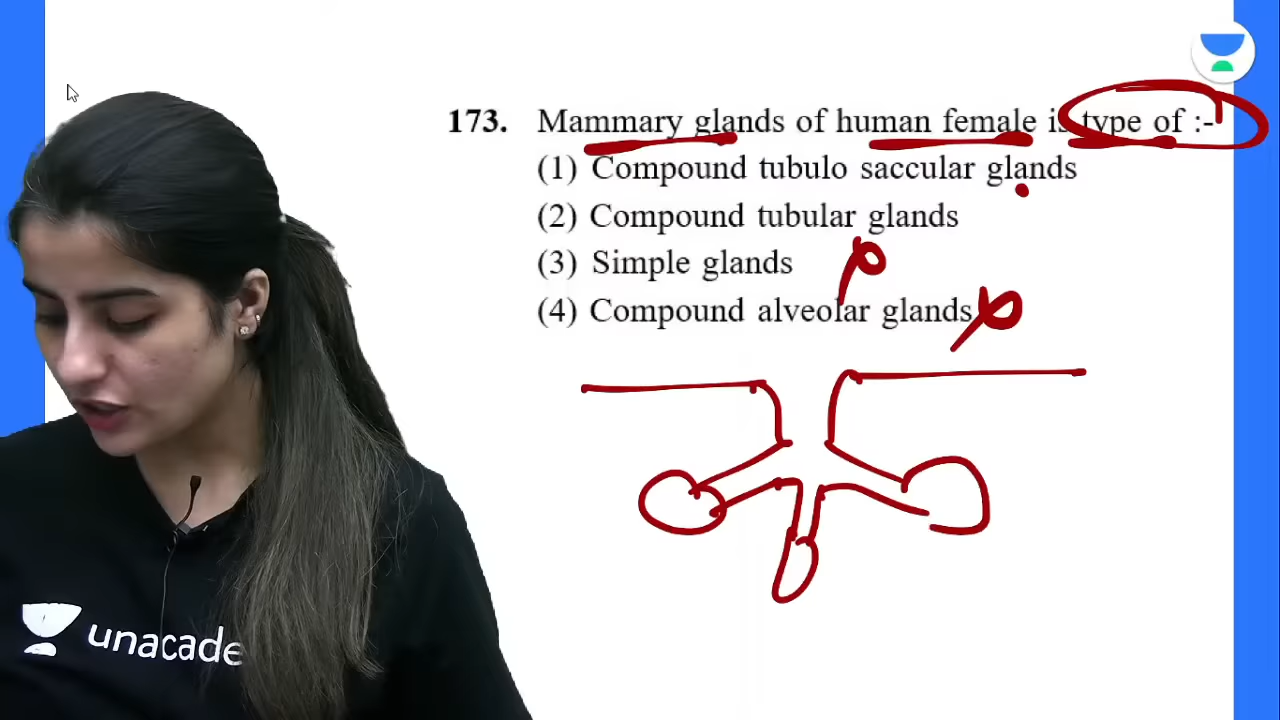 173. Mammary glands of human female is type of :-
(1) Compound tubulo saccular glands
(2) Compound tubular glands
(3) Simple glands
(4) Compound alveolar glands
unacade